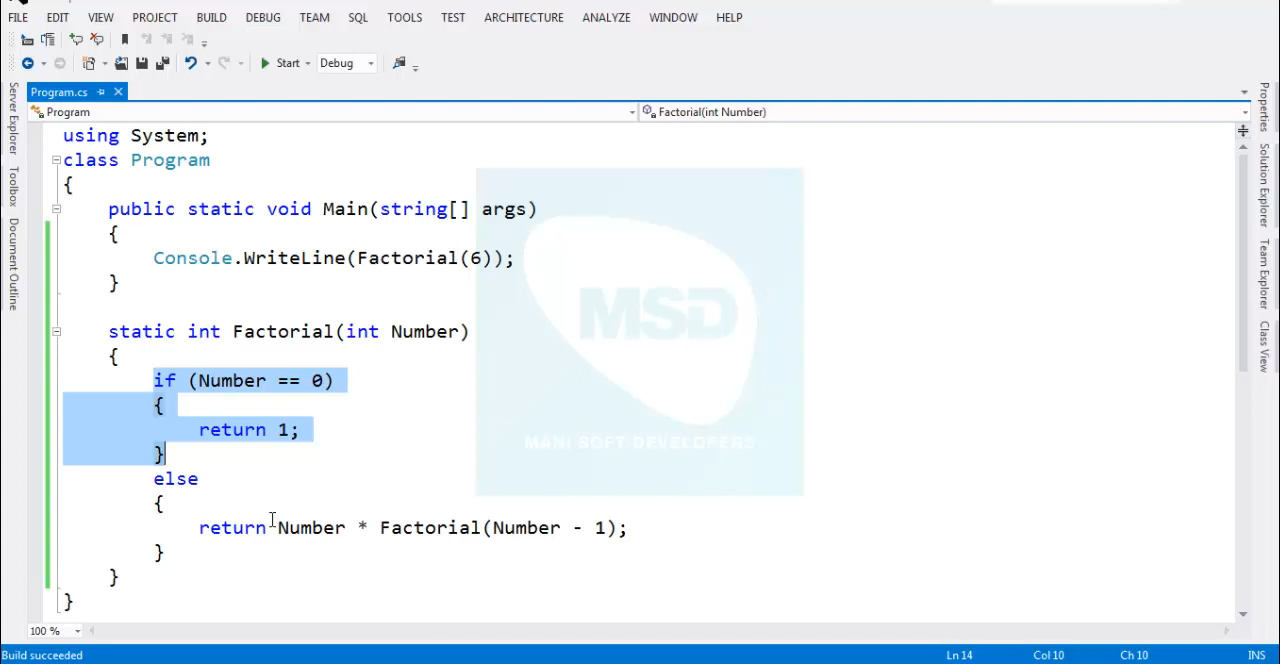 FILE EDIT VIEW PROJECT BUILD DEBUG TEAM SQL TOOLS TEST ARCHITECTURE ANALYZE WINDOW HELP
Start Debug
Program.cs
Program Factorial(int Number)
Server Explorer
Toolbox
Document Outline
using System;
class Program
{
public static void Main(string[] args)
{
Console.WriteLine(Factorial(6));
}
static int Factorial(int Number)
{
if (Number == 0)
{
return 1;
}
else
{
return Number * Factorial(Number - 1);
}
}
}
MSD
MANI SOFT DEVELOPERS
Properties
Solution Explorer
Team Explorer
Class View
100 %
Build succeeded Ln 14 Col 10 Ch 10 INS